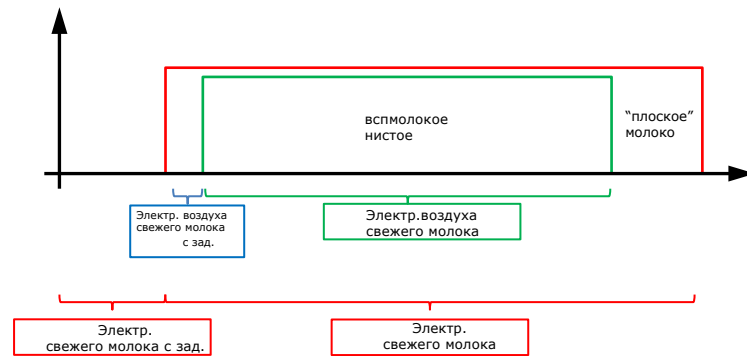 вспмолокое
нистое
“плоское”
молоко
Электр. воздуха
свежего молока
с зад.
Электр.воздуха
свежего молока
Электр.
свежего молока с зад.
Электр.
свежего молока